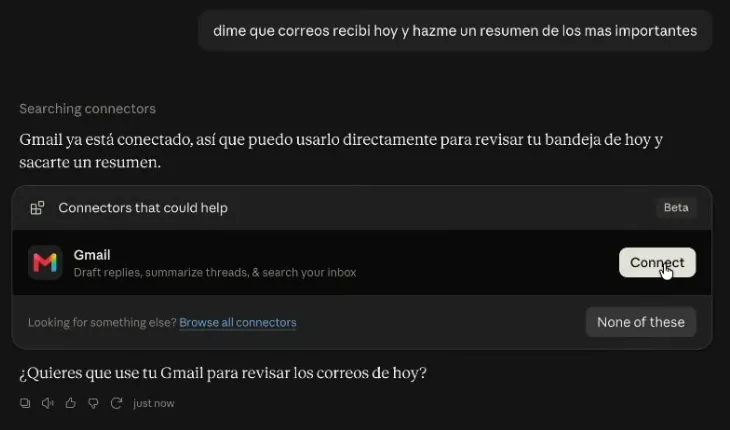 dime que correos recibi hoy y hazme un resumen de los mas importantes
Searching connectors
Gmail ya está conectado, así que puedo usarlo directamente para revisar tu bandeja de hoy y
sacarte un resumen.
Connectors that could help
Beta
Gmail
Draft replies, summarize threads, & search your inbox
Connect
Looking for something else? Browse all connectors
None of these
¿Quieres que use tu Gmail para revisar los correos de hoy?
just now